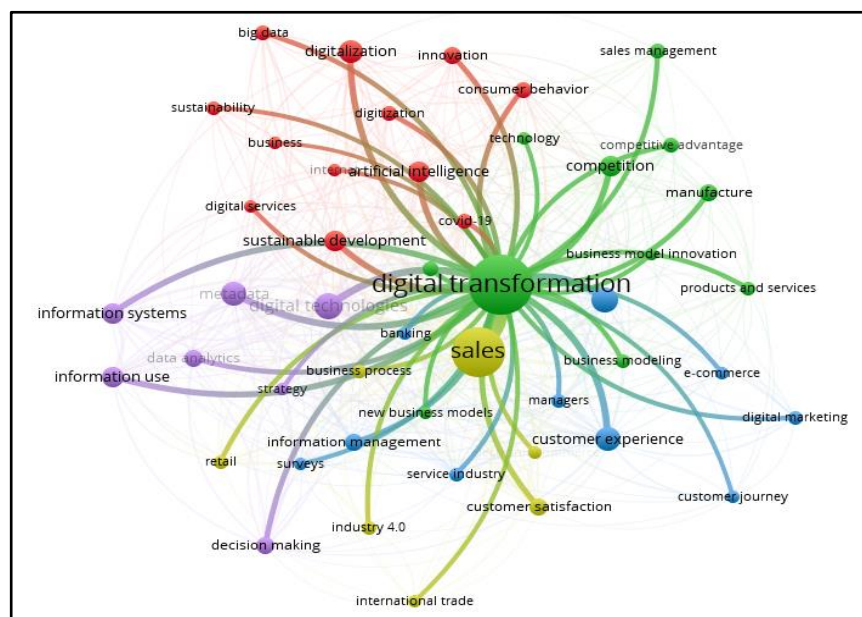 big data
digitalization
innovation
sales management
consumer behavior
sustainability
digitization
technology
business
competitive advantage
internet
artificial intelligence
competition
manufacture
digital services
covid-19
sustainable development
business model innovation
digital transformation
products and services
metadata
digital technologies
information systems
banking
sales
data analytics
business process
business modeling
e-commerce
information use
strategy
managers
new business models
digital marketing
information management
customer experience
retail
surveys
service industry
customer journey
customer satisfaction
industry 4.0
decision making
international trade